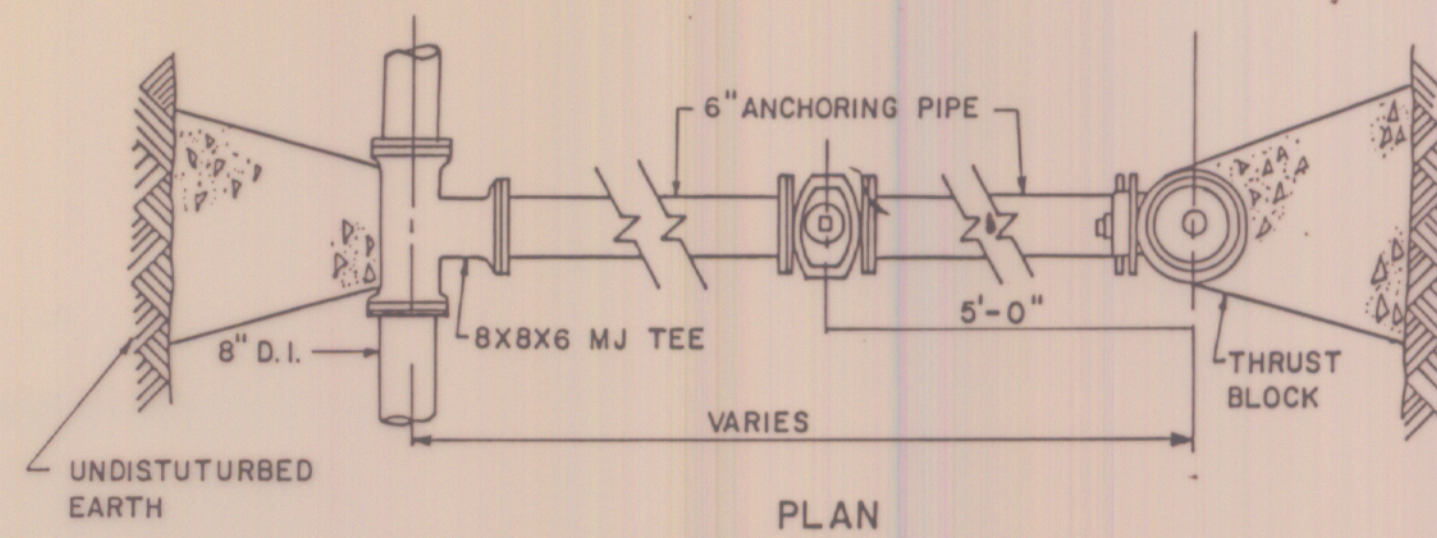 6" ANCHORING PIPE
5'-0"
8X8X6 MJ TEE
8" D.I.
THRUST
BLOCK
VARIES
UNDISTUTURBED
EARTH
PLAN